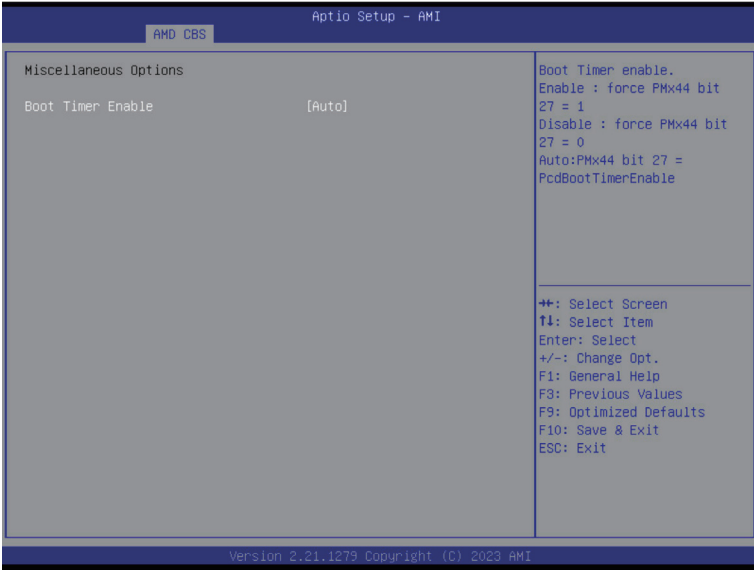 Aptio Setup – AMI
AMD CBS
Miscellaneous Options
Boot Timer Enable [Auto]
Boot Timer enable.
Enable : force PMx44 bit
27 = 1
Disable : force PMx44 bit
27 = 0
Auto:PMx44 bit 27 =
PcdBootTimerEnable
→←: Select Screen
↑↓: Select Item
Enter: Select
+/-: Change Opt.
F1: General Help
F3: Previous Values
F9: Optimized Defaults
F10: Save & Exit
ESC: Exit
Version 2.21.1279 Copyright (C) 2023 AMI